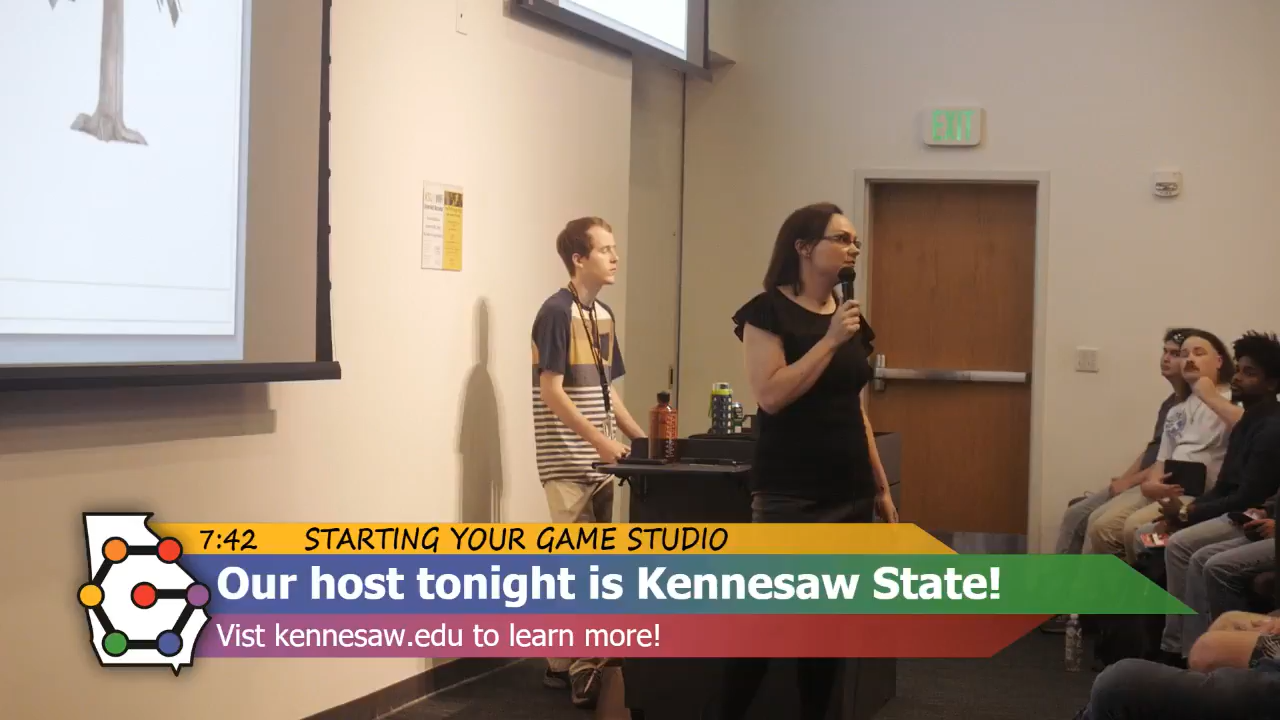 EXIT
7:42 STARTING YOUR GAME STUDIO
Our host tonight is Kennesaw State!
Vist kennesaw.edu to learn more!